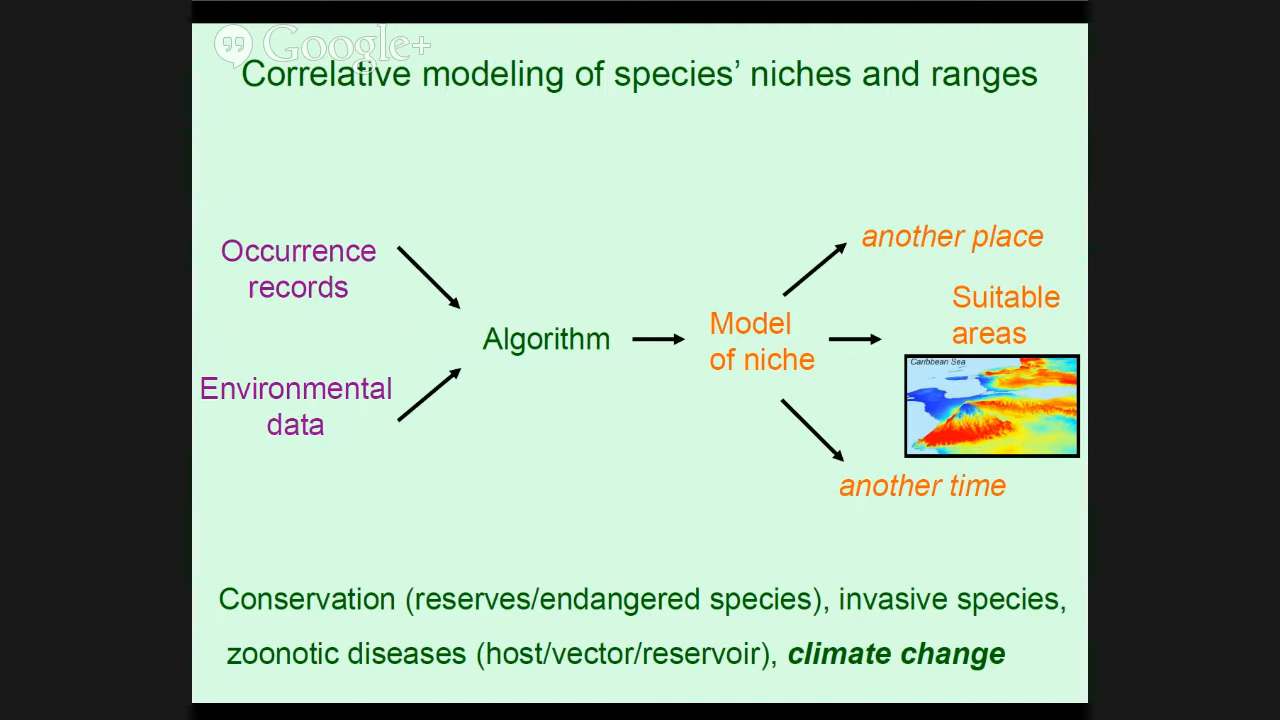 Google+
Correlative modeling of species’ niches and ranges
Occurrence
records
Environmental
data
Algorithm
Model
of niche
another place
Suitable
areas
Caribbean Sea
another time
Conservation (reserves/endangered species), invasive species,
zoonotic diseases (host/vector/reservoir), climate change